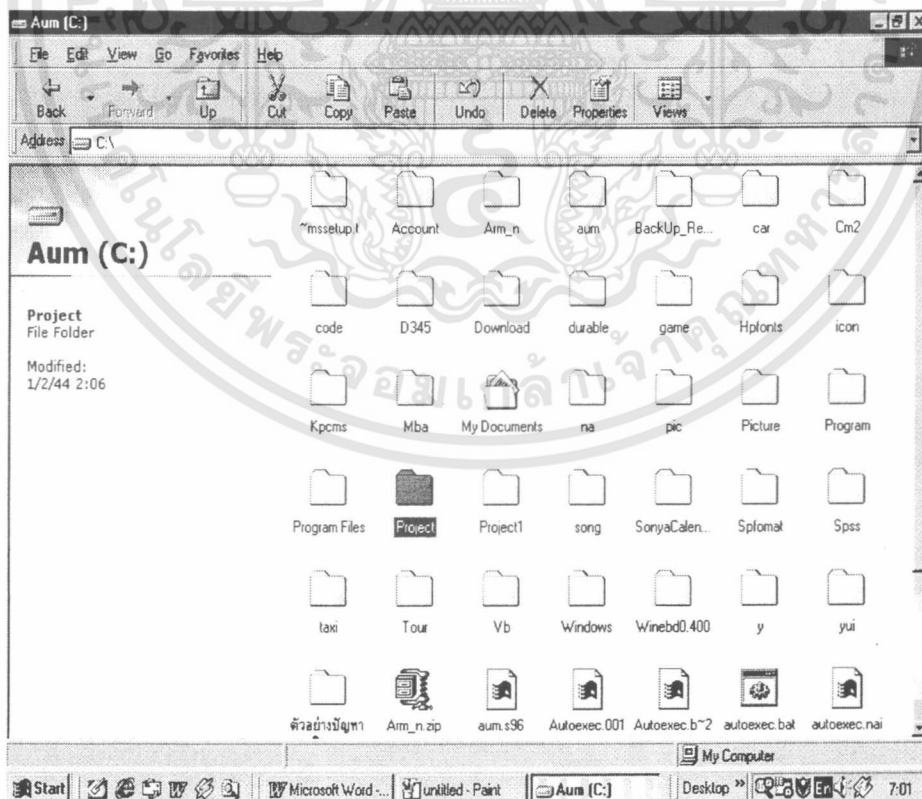 Aum (C:)
File Edit View Go Favorites Help
Back Forward Up Cut Copy Paste Undo Delete Properties Views
Address C:\
Aum (C:)
Project
File Folder
Modified:
1/2/44 2:06
~mssetup.t Account Arm_n aum BackUp_Re... car Cm2
code D345 Download durable game Hpfonts icon
Kpcms Mba My Documents na pic Picture Program
Program Files Project Project1 song SonyaCalen... Splfomat Spss
taxi Tour Vb Windows Winebd0.400 y yui
ตัวอย่างปัญหา Arm_n.zip aum.s96 Autoexec.001 Autoexec.b~2 autoexec.bat autoexec.nai
My Computer
Start Microsoft Word -... untitled - Paint Aum (C:) Desktop » En 7:01